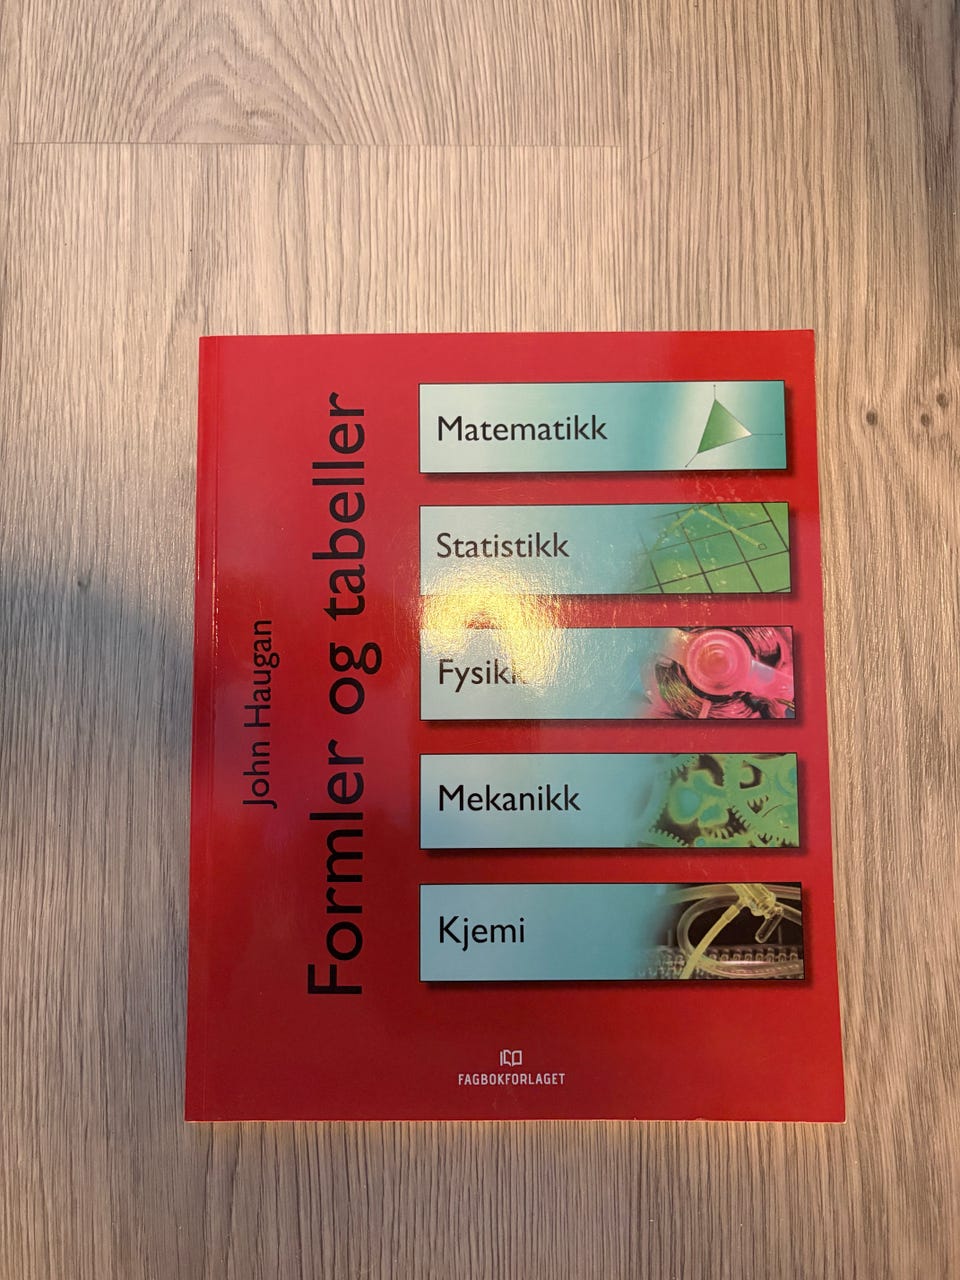 John Haugan
Formler og tabeller
Matematikk
Statistikk
Fysikk
Mekanikk
Kjemi
FAGBOKFORLAGET